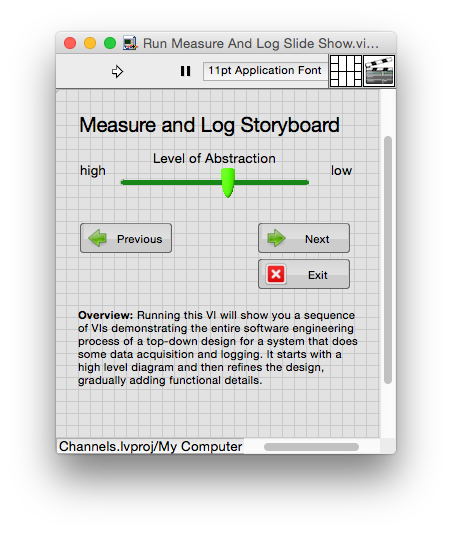 Run Measure And Log Slide Show.vi...
11pt Application Font
Measure and Log Storyboard
Level of Abstraction
high low
Previous Next
Exit
Overview: Running this VI will show you a sequence
of VIs demonstrating the entire software engineering
process of a top-down design for a system that does
some data acquisition and logging. It starts with a
high level diagram and then refines the design,
gradually adding functional details.
Channels.lvproj/My Computer